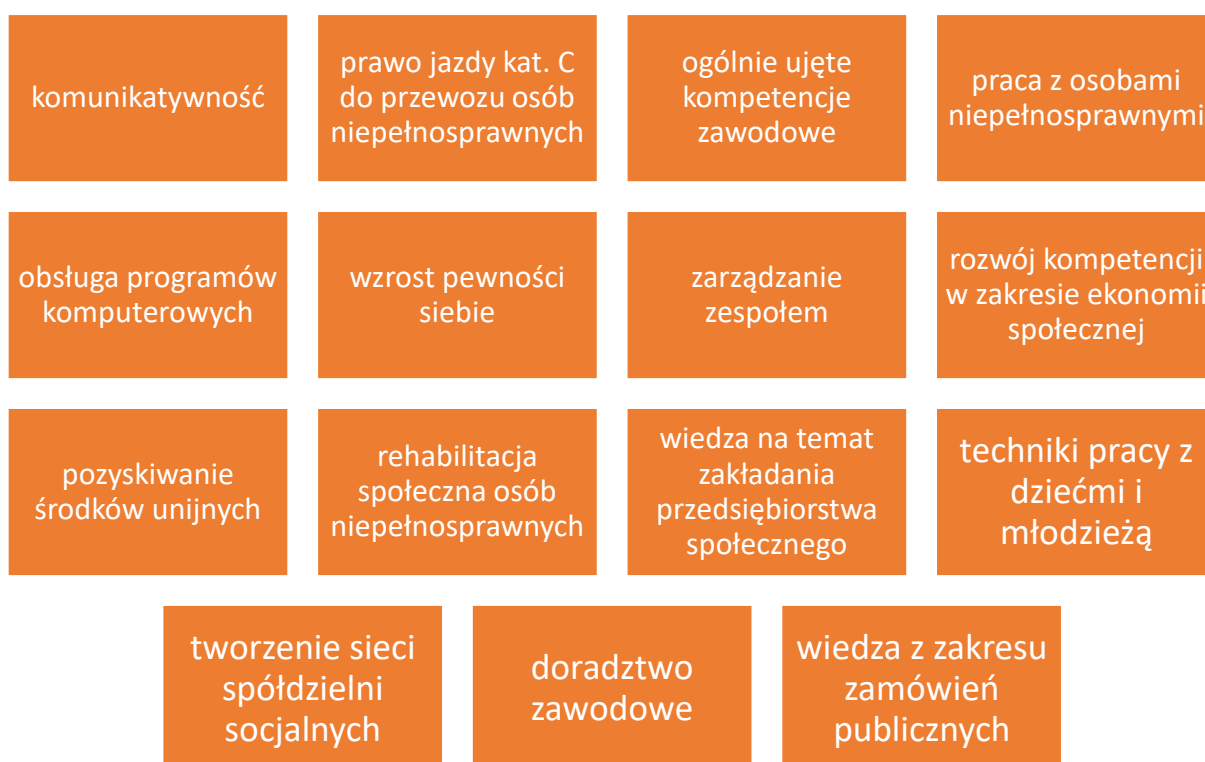 komunikatywność
prawo jazdy kat. C
do przewozu osób
niepełnosprawnych
ogólnie ujęte
kompetencje
zawodowe
praca z osobami
niepełnosprawnymi
obsługa programów
komputerowych
wzrost pewności
siebie
zarządzanie
zespołem
rozwój kompetencji
w zakresie ekonomii
społecznej
pozyskiwanie
środków unijnych
rehabilitacja
społeczna osób
niepełnosprawnych
wiedza na temat
zakładania
przedsiębiorstwa
społecznego
techniki pracy z
dziećmi i
młodzieżą
tworzenie sieci
spółdzielni
socjalnych
doradztwo
zawodowe
wiedza z zakresu
zamówień
publicznych